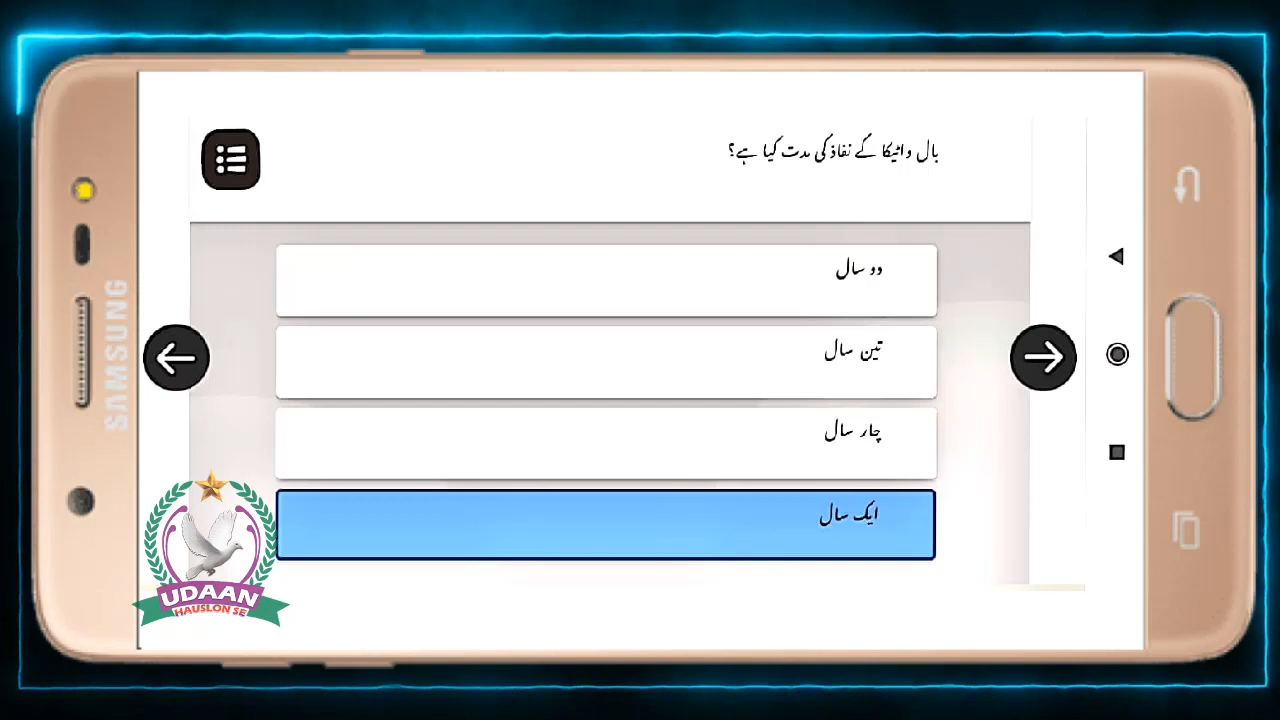 بال واٹیکا کے نفاذ کی مدت کیا ہے؟
دو سال
تین سال
چار سال
ایک سال
SAMSUNG
UDAAN
HAUSLON SE